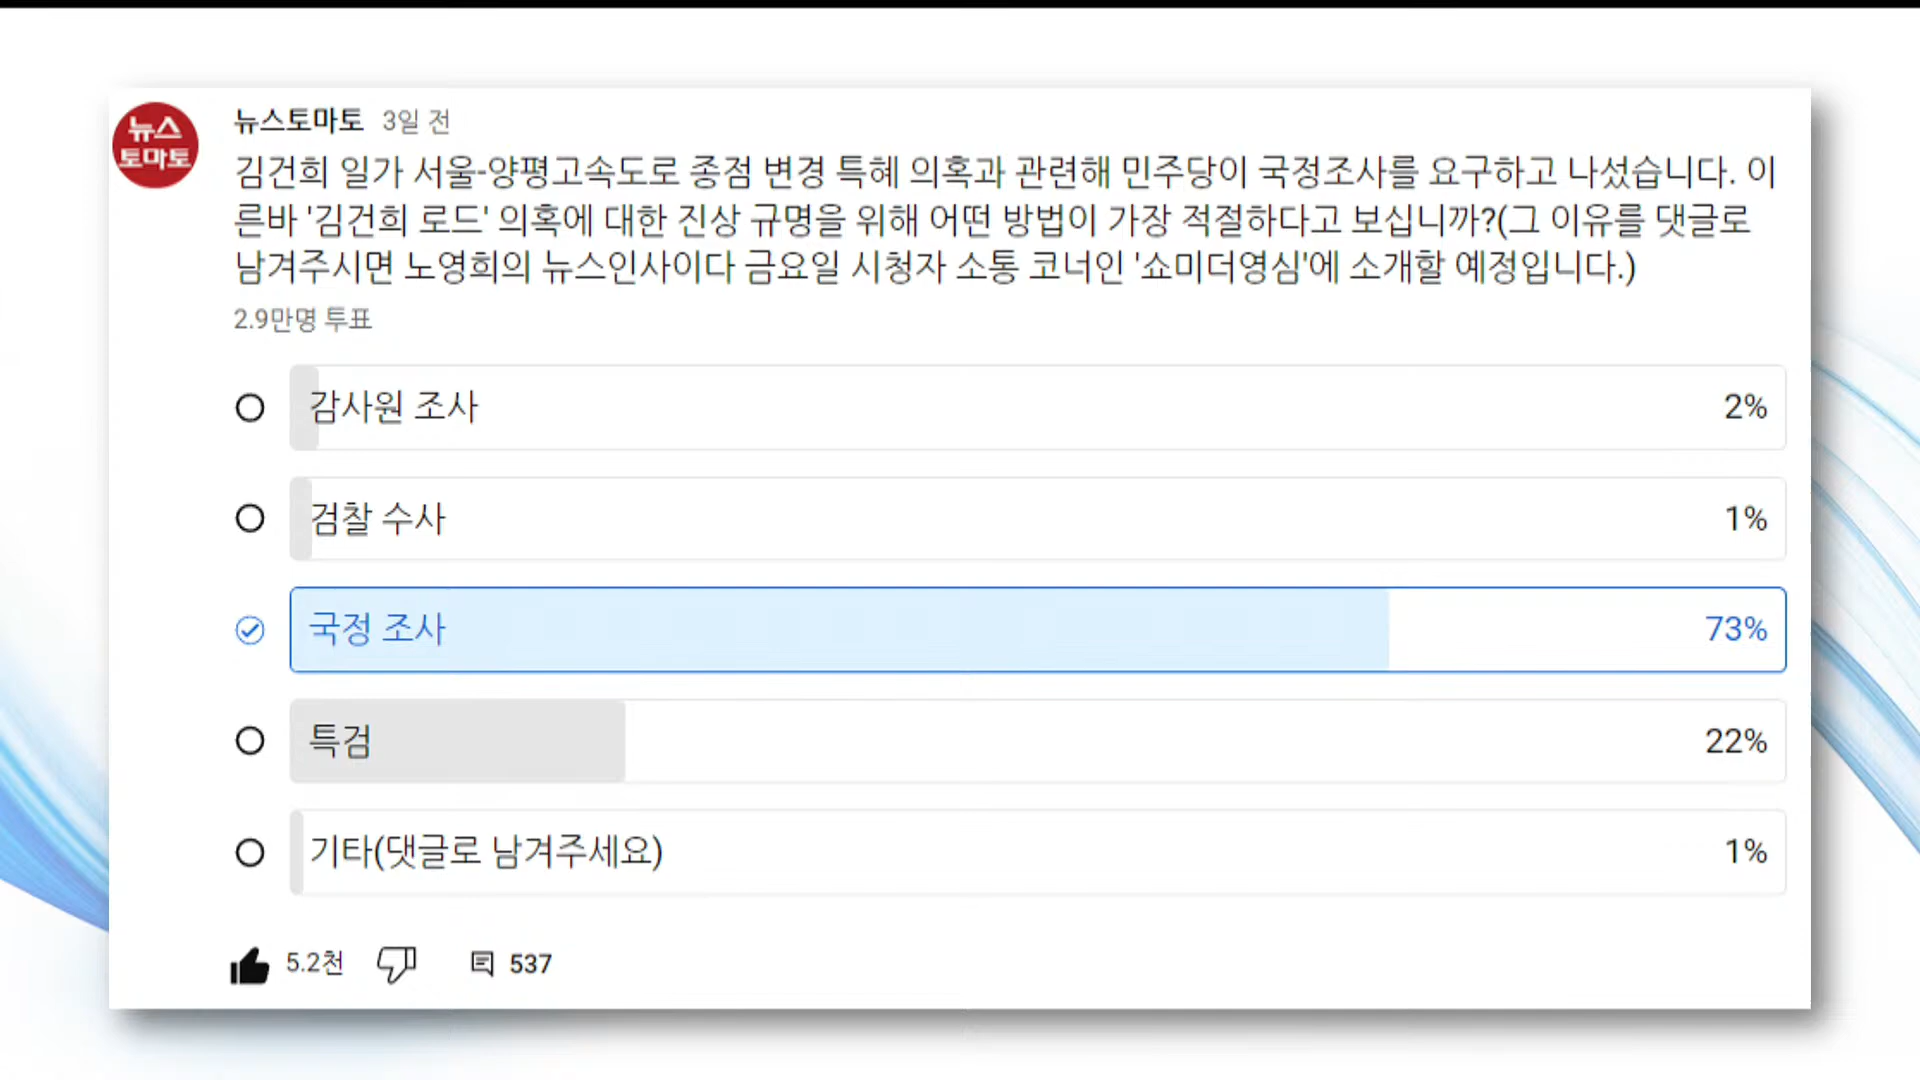 뉴스
토마토
뉴스토마토 3일 전
김건희 일가 서울-양평고속도로 종점 변경 특혜 의혹과 관련해 민주당이 국정조사를 요구하고 나섰습니다. 이
른바 '김건희 로드' 의혹에 대한 진상 규명을 위해 어떤 방법이 가장 적절하다고 보십니까?(그 이유를 댓글로
남겨주시면 노영희의 뉴스인사이다 금요일 시청자 소통 코너인 '쇼미더영심'에 소개할 예정입니다.)
2.9만명 투표
감사원 조사 2%
검찰 수사 1%
국정 조사 73%
특검 22%
기타(댓글로 남겨주세요) 1%
5.2천 537